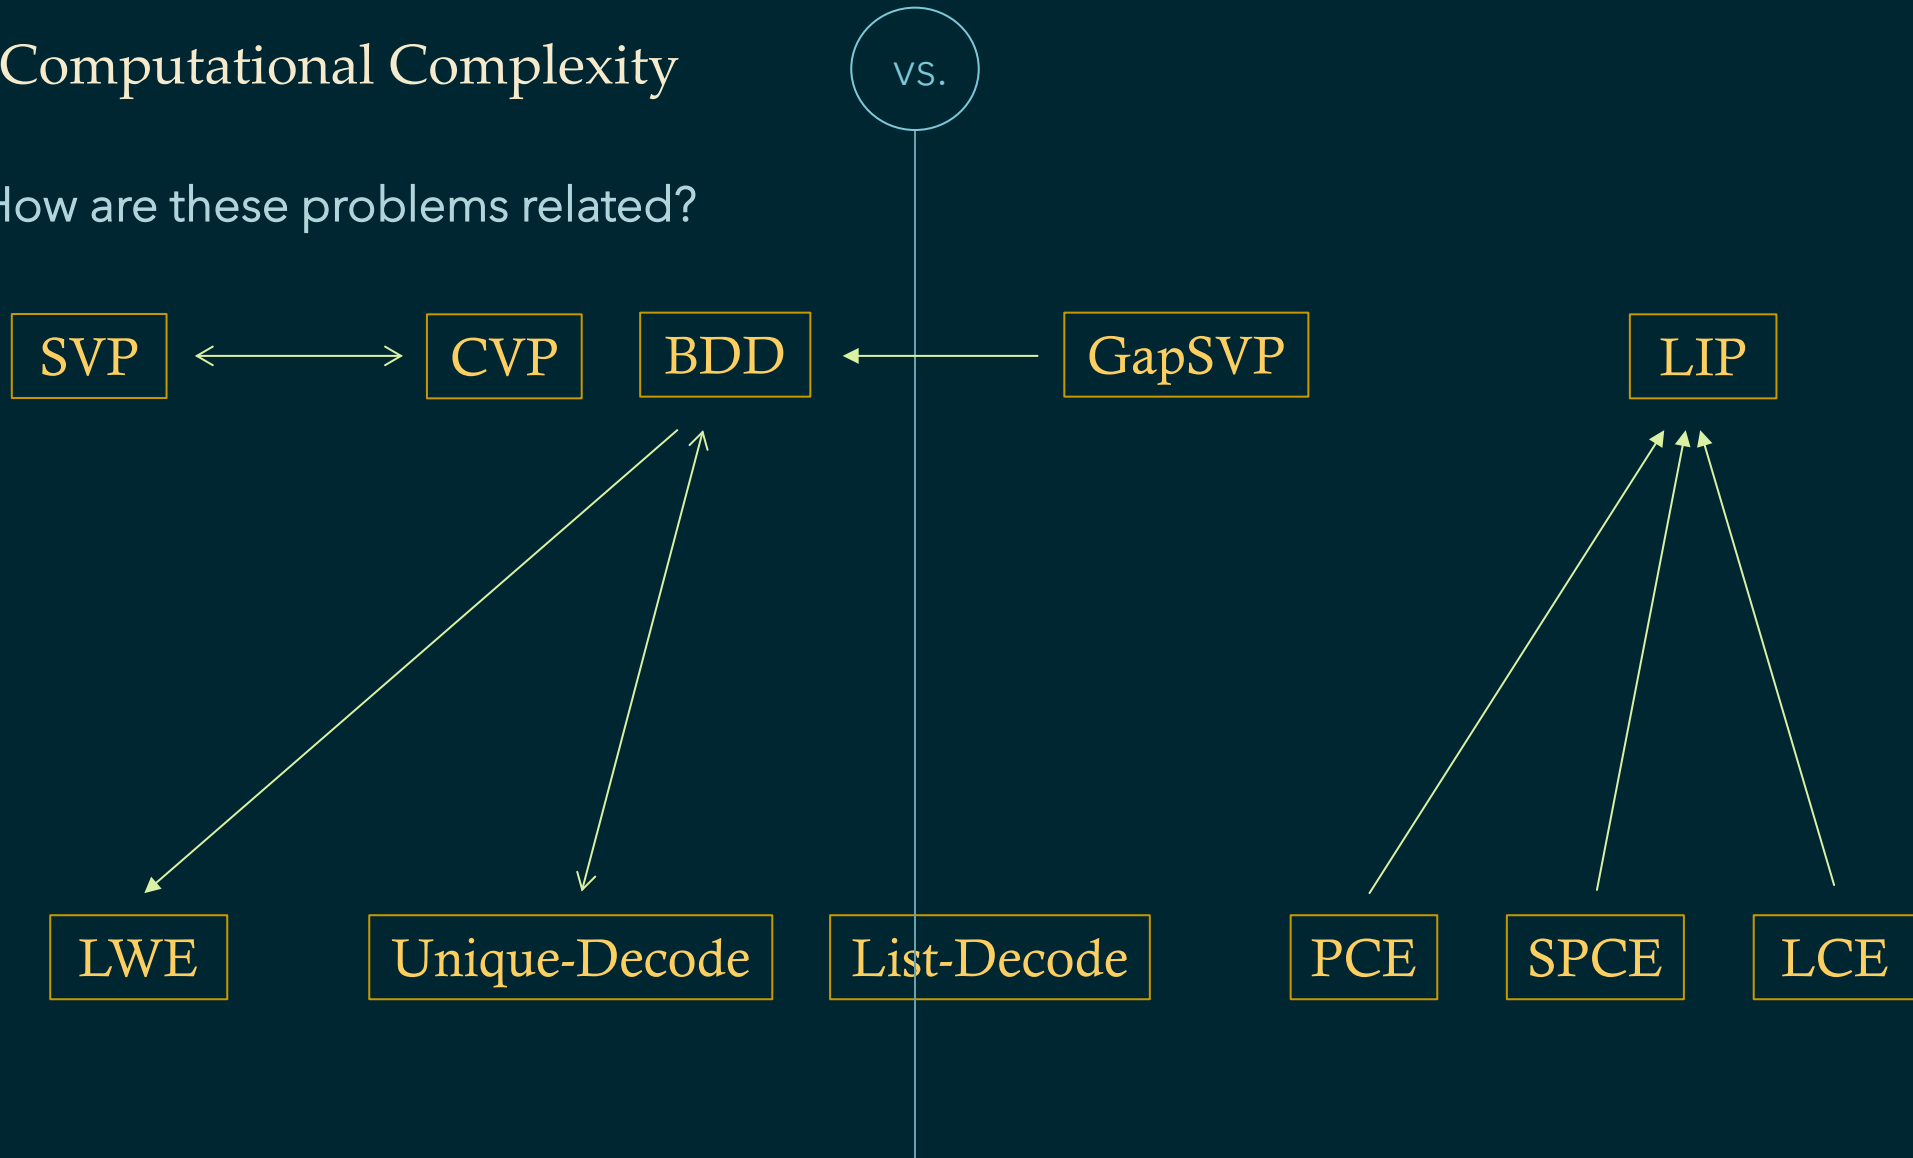 Computational Complexity
vs.
How are these problems related?
SVP
CVP
BDD
GapSVP
LIP
LWE
Unique-Decode
List-Decode
PCE
SPCE
LCE